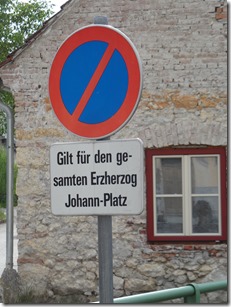 Gilt für den ge-
samten Erzherzog
Johann-Platz